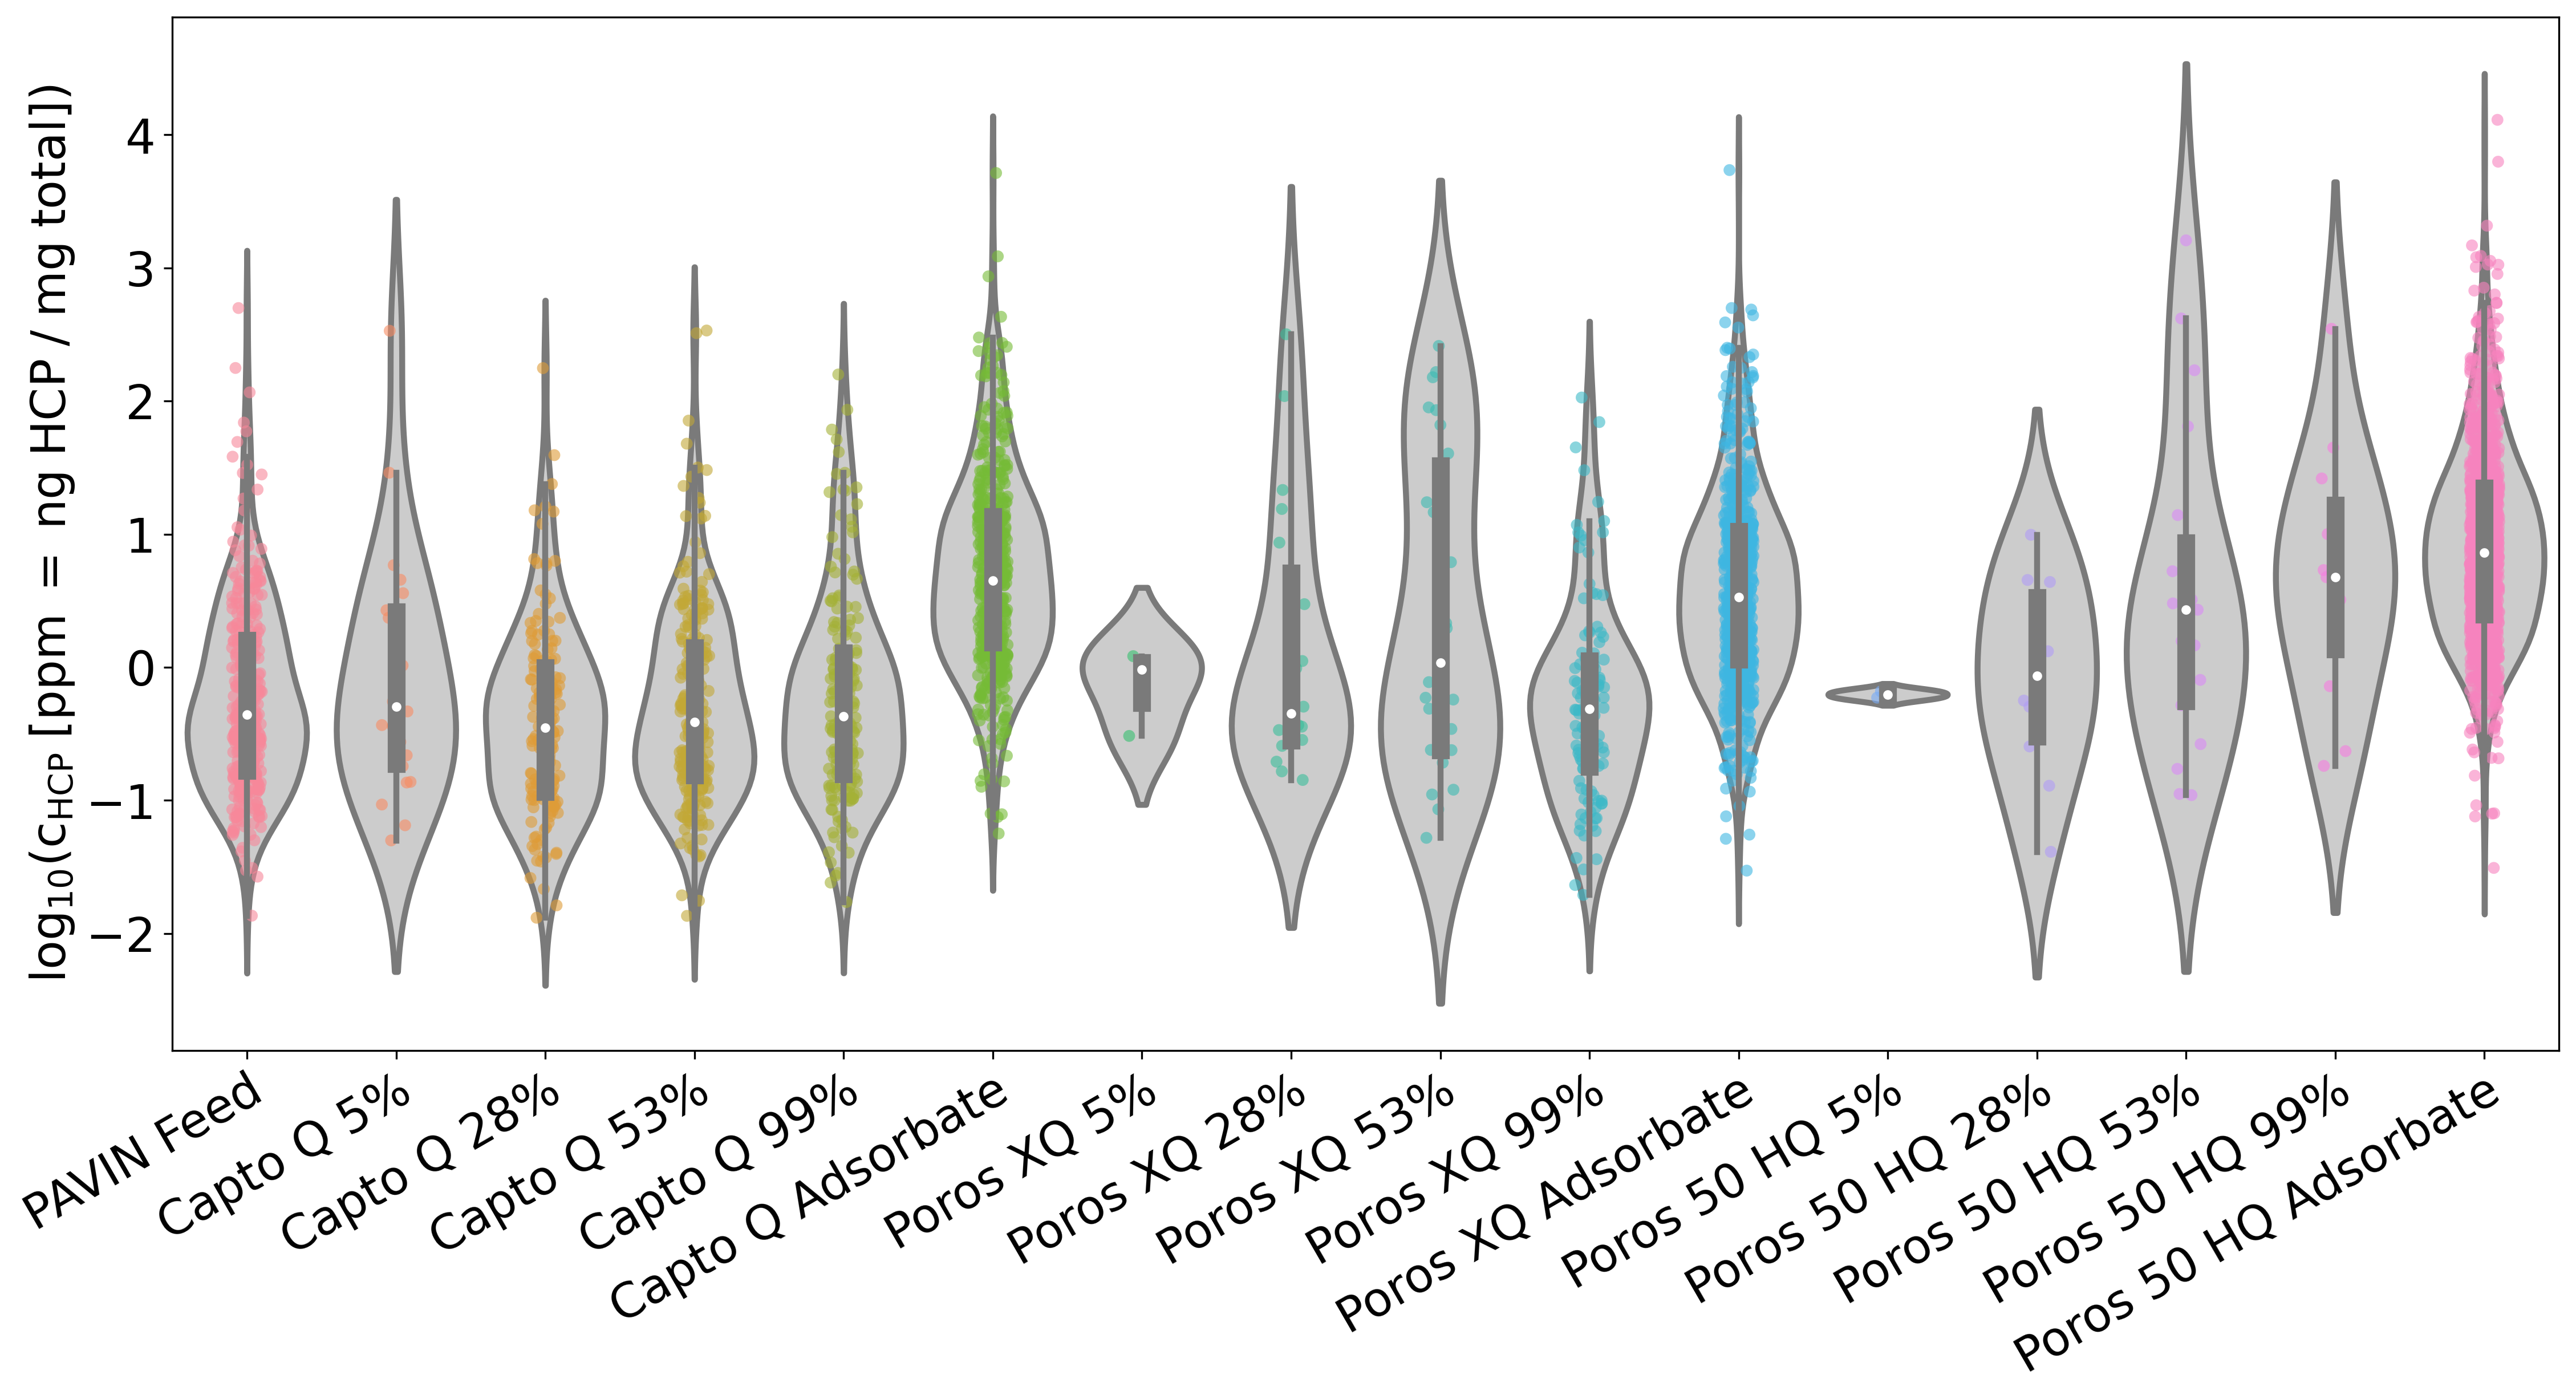 log10(cHCP [ppm = ng HCP / mg total])
4
3
2
1
0
−1
−2
PAVIN Feed
Capto Q 5%
Capto Q 28%
Capto Q 53%
Capto Q 99%
Capto Q Adsorbate
Poros XQ 5%
Poros XQ 28%
Poros XQ 53%
Poros XQ 99%
Poros XQ Adsorbate
Poros 50 HQ 5%
Poros 50 HQ 28%
Poros 50 HQ 53%
Poros 50 HQ 99%
Poros 50 HQ Adsorbate